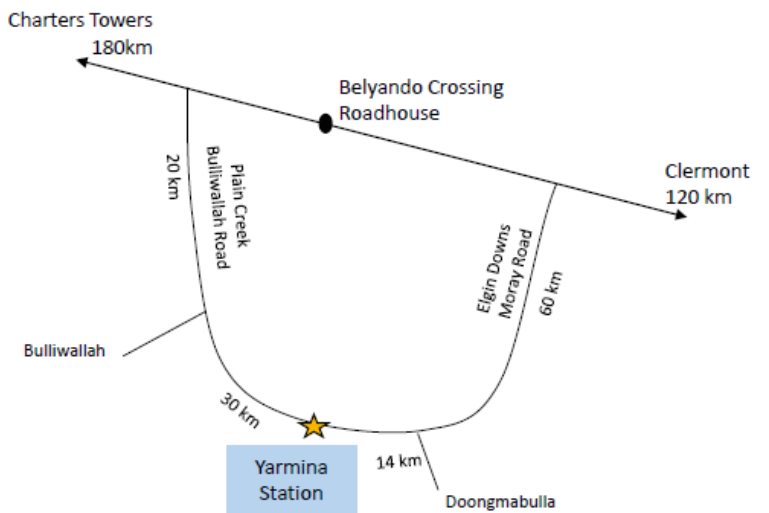 Charters Towers
180km
Belyando Crossing
Roadhouse
Clermont
120 km
20 km
Plain Creek
Bulliwallah Road
Elgin Downs
Moray Road
60 km
Bulliwallah
30 km
14 km
Yarmina
Station
Doongmabulla